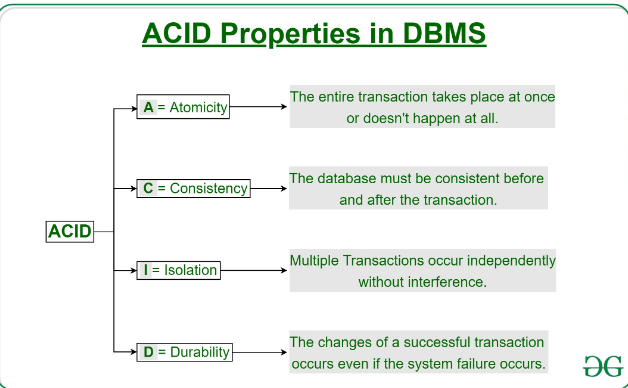 ACID Properties in DBMS
A = Atomicity
The entire transaction takes place at once
or doesn't happen at all.
C = Consistency
The database must be consistent before
and after the transaction.
ACID
I = Isolation
Multiple Transactions occur independently
without interference.
D = Durability
The changes of a successful transaction
occurs even if the system failure occurs.